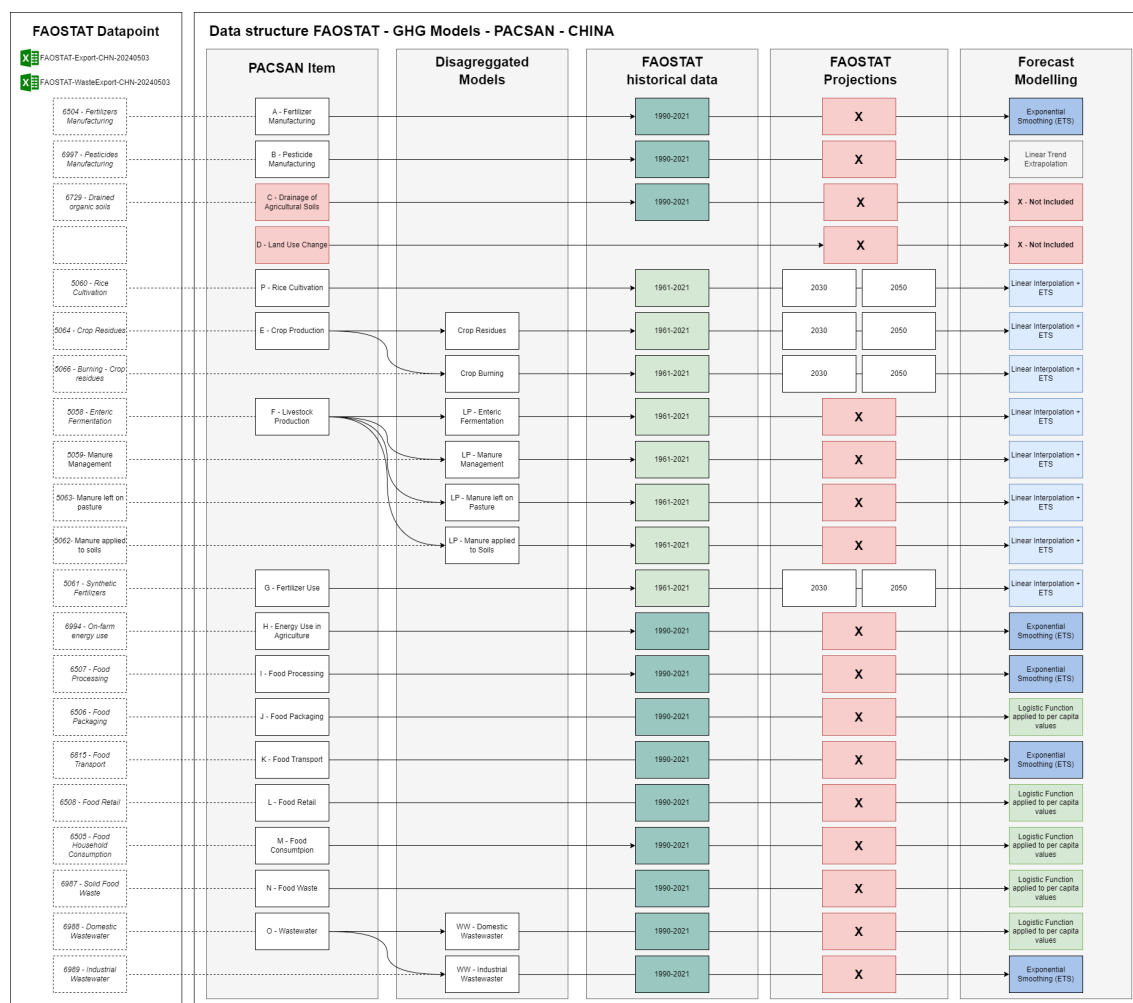 FAOSTAT Datapoint
Data structure FAOSTAT - GHG Models - PACSAN - CHINA
FAOSTAT-Export-CHN-20240503
FAOSTAT-WasteExport-CHN-20240503
PACSAN Item
Disagreggated
Models
FAOSTAT
historical data
FAOSTAT
Projections
Forecast
Modelling
6504 - Fertilizers
Manufacturing
A - Fertilizer
Manufacturing
1990-2021
X
Exponential
Smoothing (ETS)
6997 - Pesticides
Manufacturing
B - Pesticide
Manufacturing
1990-2021
X
Linear Trend
Extrapolation
6729 - Drained
organic soils
C - Drainage of
Agricultural Soils
1990-2021
X
X - Not Included
D - Land Use Change
X
X - Not Included
5060 - Rice
Cultivation
P - Rice Cultivation
1961-2021
2030
2050
Linear Interpolation +
ETS
5064 - Crop Residues
E - Crop Production
Crop Residues
1961-2021
2030
2050
Linear Interpolation +
ETS
5066 - Burning - Crop
residues
Crop Burning
1961-2021
2030
2050
Linear Interpolation +
ETS
5058 - Enteric
Fermentation
F - Livestock
Production
LP - Enteric
Fermentation
1961-2021
X
Linear Interpolation +
ETS
5059- Manure
Management
LP - Manure
Management
1961-2021
X
Linear Interpolation +
ETS
5063- Manure left on
pasture
LP - Manure left on
Pasture
1961-2021
X
Linear Interpolation +
ETS
5062- Manure applied
to soils
LP - Manure applied
to Soils
1961-2021
X
Linear Interpolation +
ETS
5061 - Synthetic
Fertilizers
G - Fertilizer Use
1961-2021
2030
2050
Linear Interpolation +
ETS
6994 - On-farm
energy use
H - Energy Use in
Agriculture
1990-2021
X
Exponential
Smoothing (ETS)
6507 - Food
Processing
I - Food Processing
1990-2021
X
Exponential
Smoothing (ETS)
6506 - Food
Packaging
J - Food Packaging
1990-2021
X
Logistic Function
applied to per capita
values
6815 - Food
Transport
K - Food Transport
1990-2021
X
Exponential
Smoothing (ETS)
6508 - Food Retail
L - Food Retail
1990-2021
X
Logistic Function
applied to per capita
values
6505 - Food
Household
Consumption
M - Food
Consumtpion
1990-2021
X
Logistic Function
applied to per capita
values
6987 - Solid Food
Waste
N - Food Waste
1990-2021
X
Logistic Function
applied to per capita
values
6988 - Domestic
Wastewater
O - Wastewater
WW - Domestic
Wastewaster
1990-2021
X
Logistic Function
applied to per capita
values
6989 - Industrial
Wastewater
WW - Industrial
Wastewaster
1990-2021
X
Exponential
Smoothing (ETS)